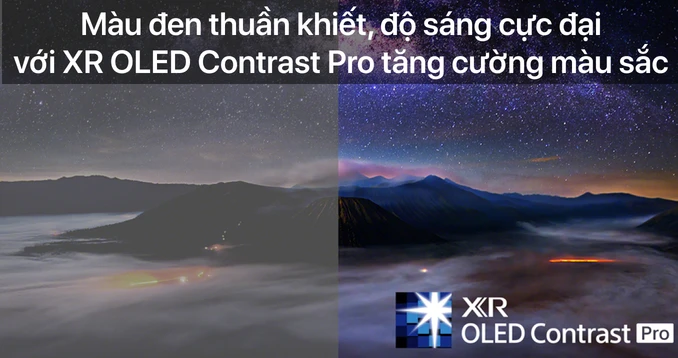 Màu đen thuần khiết, độ sáng cực đại
với XR OLED Contrast Pro tăng cường màu sắc
XR
OLED Contrast Pro